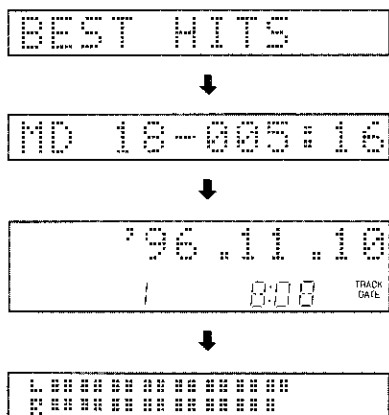 BEST HITS
MD 18-005:16
'96.11.10
1 8:08 TRACK DATE
L
R